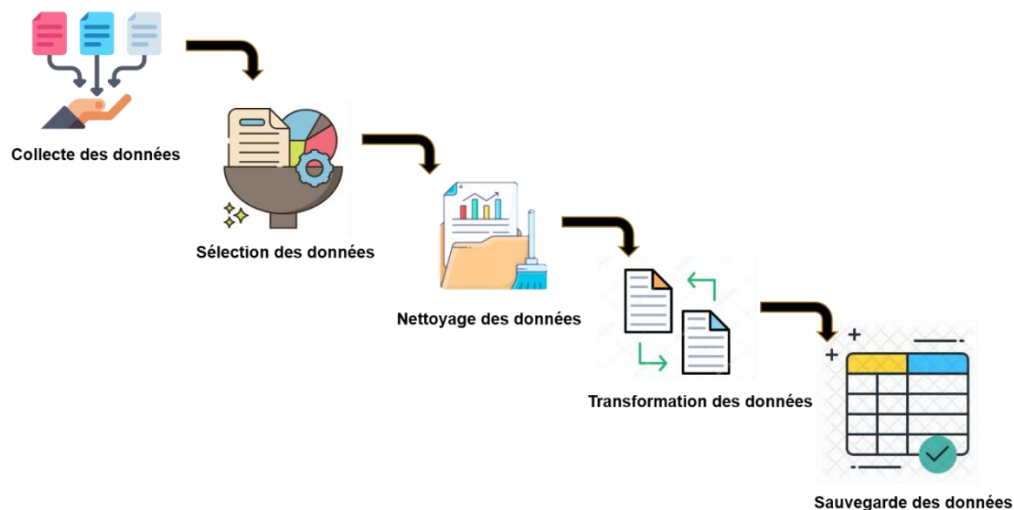 Collecte des données
Sélection des données
Nettoyage des données
Transformation des données
Sauvegarde des données